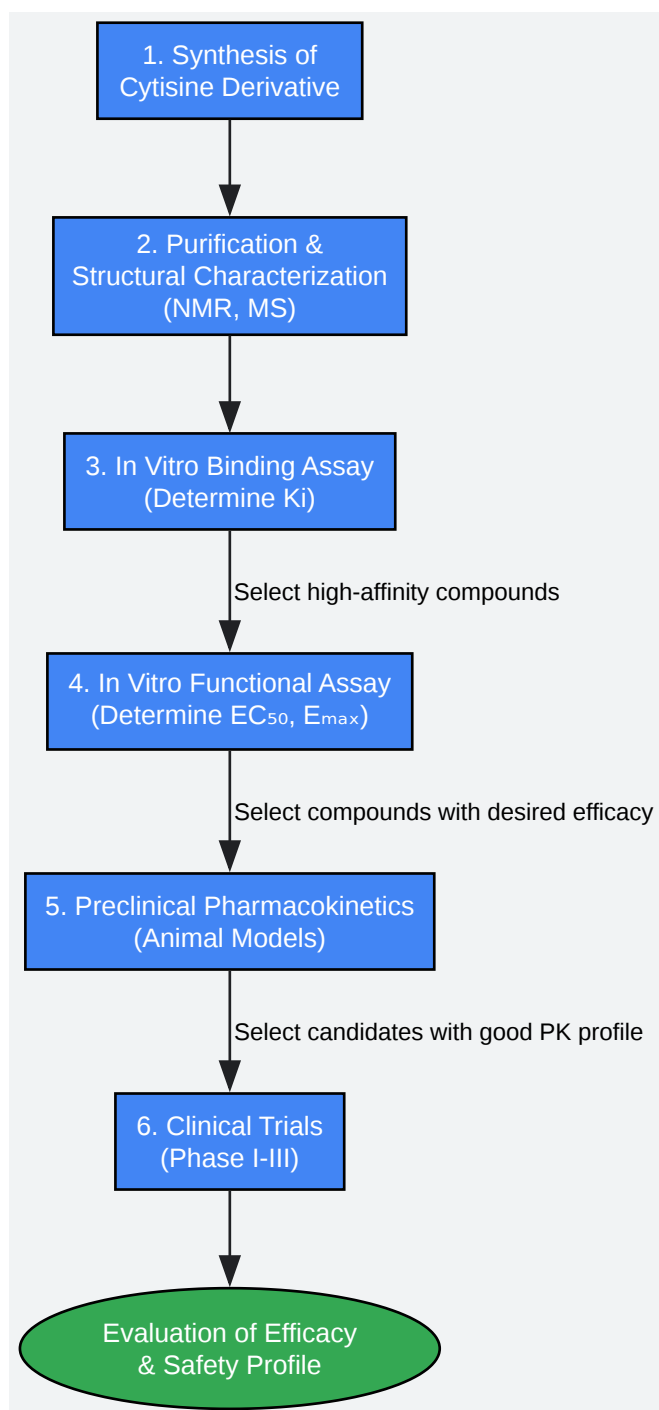 1. Synthesis of
Cytisine Derivative
2. Purification &
Structural Characterization
(NMR, MS)
3. In Vitro Binding Assay
(Determine Ki)
Select high-affinity compounds
4. In Vitro Functional Assay
(Determine EC₅₀, Eₘₐₓ)
Select compounds with desired efficacy
5. Preclinical Pharmacokinetics
(Animal Models)
Select candidates with good PK profile
6. Clinical Trials
(Phase I-III)
Evaluation of Efficacy
& Safety Profile